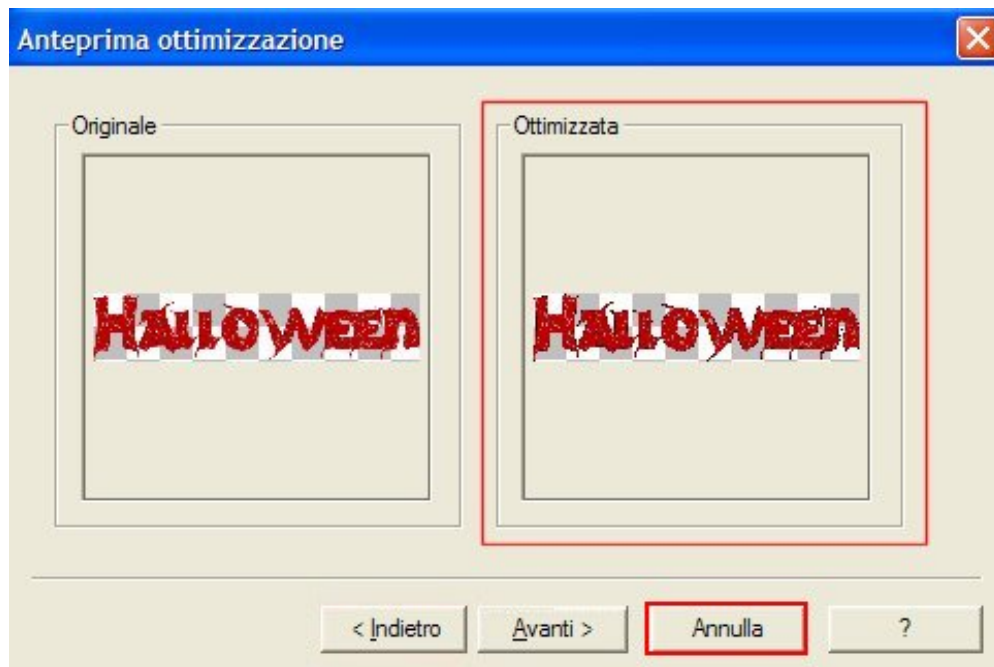 Anteprima ottimizzazione
Originale
Ottimizzata
Halloween
Halloween
< Indietro
Avanti >
Annulla
?